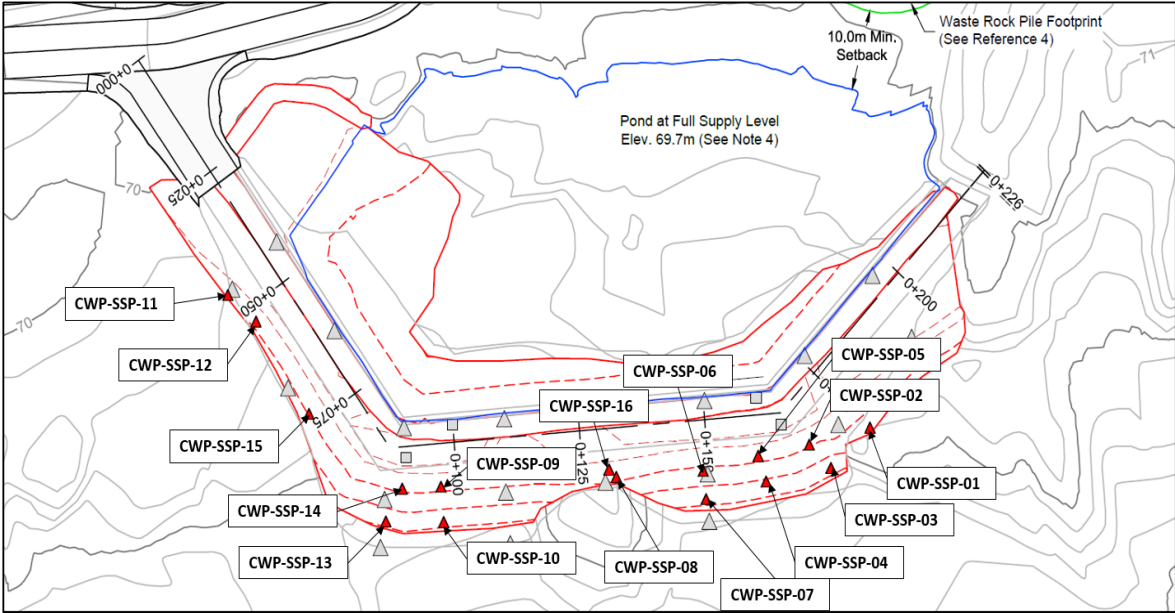 Waste Rock Pile Footprint
(See Reference 4)
10.0m Min.
Setback
71
0+000
Pond at Full Supply Level
Elev. 69.7m (See Note 4)
70
0+025
0+226
CWP-SSP-11
0+050
0+200
70
CWP-SSP-12
CWP-SSP-05
CWP-SSP-06
0+075
CWP-SSP-02
CWP-SSP-16
CWP-SSP-15
0+125
CWP-SSP-09
0+100
CWP-SSP-01
CWP-SSP-14
CWP-SSP-03
CWP-SSP-13
CWP-SSP-10
CWP-SSP-08
CWP-SSP-04
CWP-SSP-07